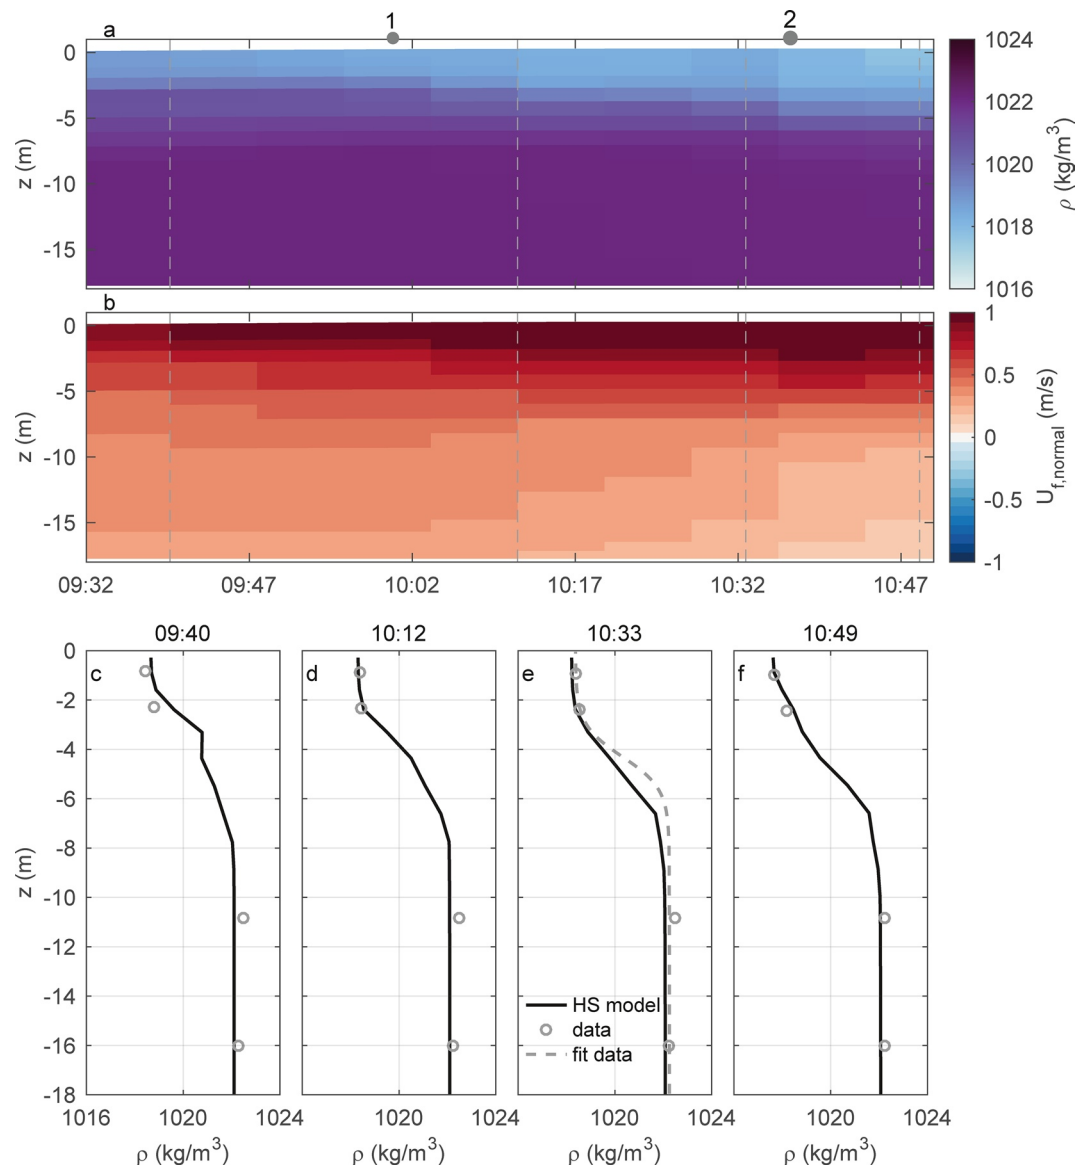 1 2
a
0
-5
-10
-15
z (m)
1024
1022
1020
1018
1016
ρ (kg/m³)
b
0
-5
-10
-15
z (m)
1
0.5
0
-0.5
-1
U_f,normal (m/s)
09:32 09:47 10:02 10:17 10:32 10:47
09:40 10:12 10:33 10:49
c d e f
0
-2
-4
-6
-8
-10
-12
-14
-16
-18
z (m)
HS model
data
fit data
1016 1020 1024 1020 1024 1020 1024 1020 1024
ρ (kg/m³) ρ (kg/m³) ρ (kg/m³) ρ (kg/m³)